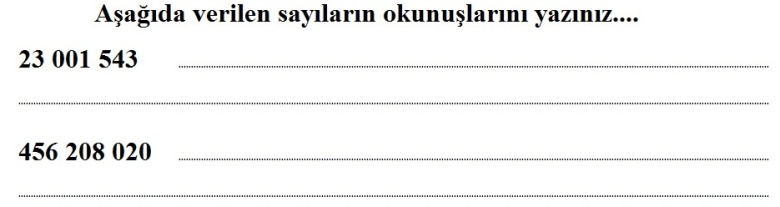 Aşağıda verilen sayıların okunuşlarını yazınız....
23 001 543 ....................................................................................................
....................................................................................................
456 208 020 ....................................................................................................
....................................................................................................